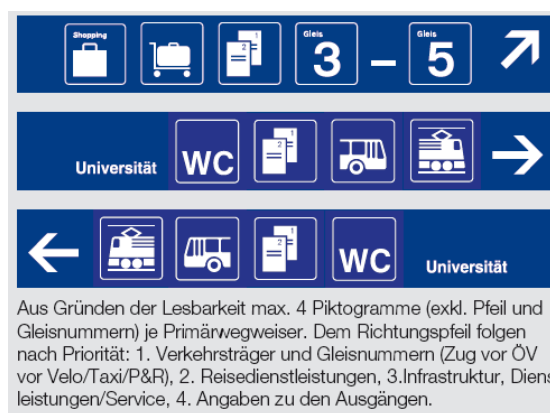 Shopping Gleis 3 – Gleis 5
Universität WC
WC Universität
Aus Gründen der Lesbarkeit max. 4 Piktogramme (exkl. Pfeil und
Gleisnummern) je Primärwegweiser. Dem Richtungspfeil folgen
nach Priorität: 1. Verkehrsträger und Gleisnummern (Zug vor ÖV
vor Velo/Taxi/P&R), 2. Reisedienstleistungen, 3.Infrastruktur, Diens
leistungen/Service, 4. Angaben zu den Ausgängen.